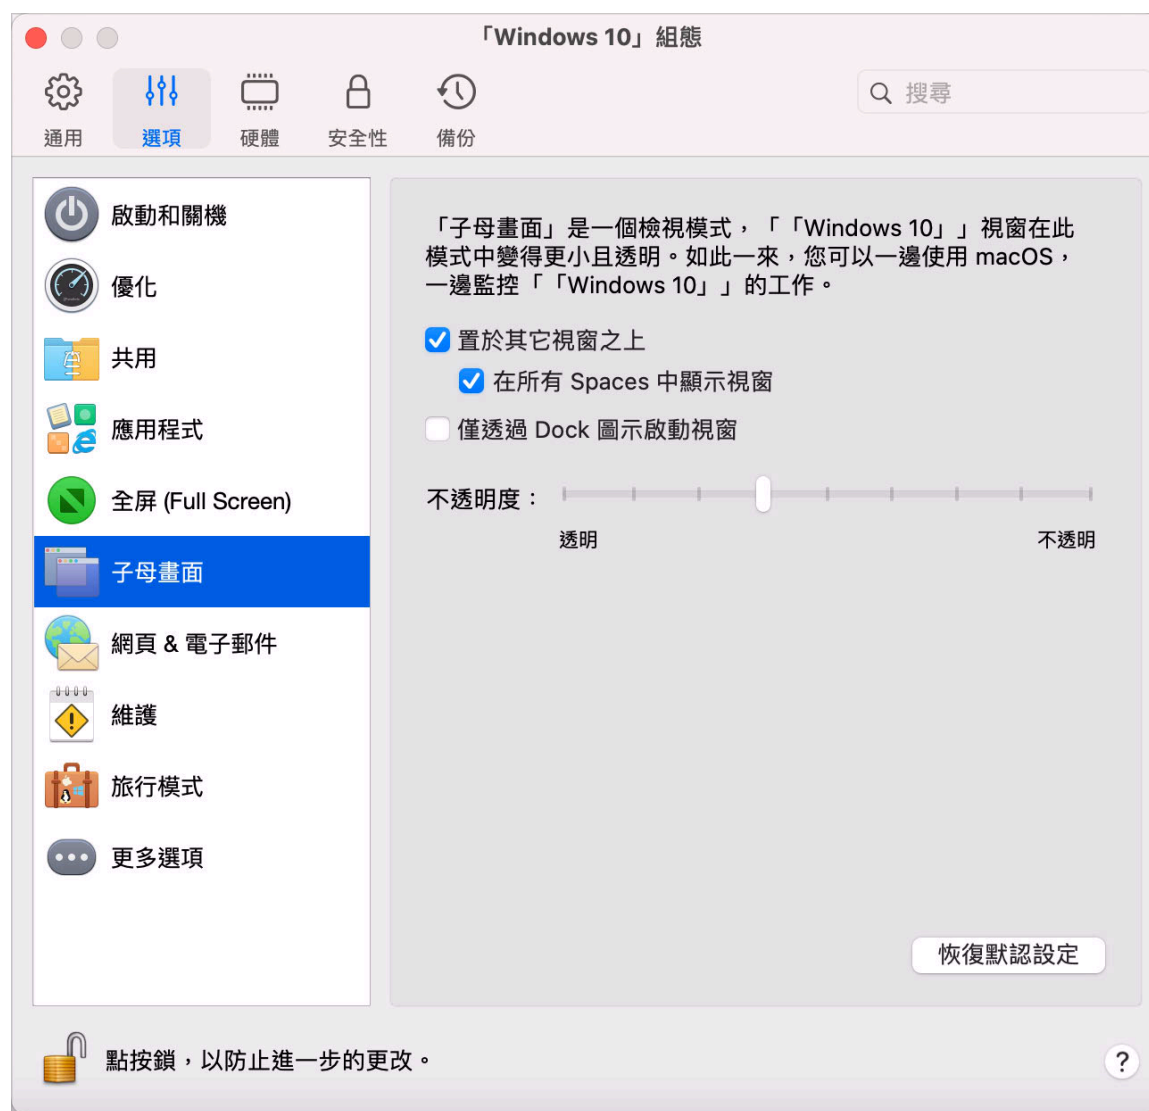 「Windows 10」組態
通用
選項
硬體
安全性
備份
搜尋
啟動和關機
優化
共用
應用程式
全屏 (Full Screen)
子母畫面
網頁 & 電子郵件
維護
旅行模式
更多選項
「子母畫面」是一個檢視模式，「「Windows 10」」視窗在此
模式中變得更小且透明。如此一來，您可以一邊使用 macOS，
一邊監控「「Windows 10」」的工作。
置於其它視窗之上
在所有 Spaces 中顯示視窗
僅透過 Dock 圖示啟動視窗
不透明度：
透明
不透明
恢復默認設定
點按鎖，以防止進一步的更改。
?